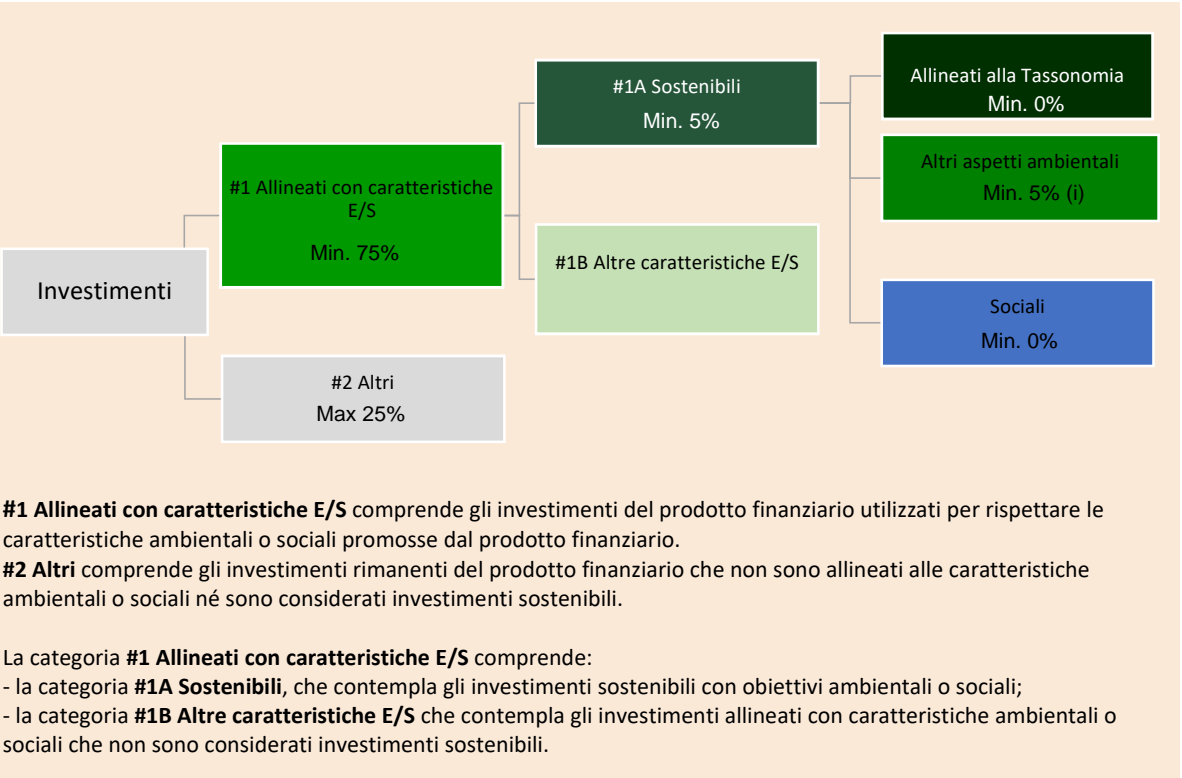 #1A Sostenibili
Min. 5%
Allineati alla Tassonomia
Min. 0%
Altri aspetti ambientali
Min. 5% (i)
#1 Allineati con caratteristiche
E/S
Min. 75%
#1B Altre caratteristiche E/S
Investimenti
Sociali
Min. 0%
#2 Altri
Max 25%
#1 Allineati con caratteristiche E/S comprende gli investimenti del prodotto finanziario utilizzati per rispettare le
caratteristiche ambientali o sociali promosse dal prodotto finanziario.
#2 Altri comprende gli investimenti rimanenti del prodotto finanziario che non sono allineati alle caratteristiche
ambientali o sociali né sono considerati investimenti sostenibili.
La categoria #1 Allineati con caratteristiche E/S comprende:
- la categoria #1A Sostenibili, che contempla gli investimenti sostenibili con obiettivi ambientali o sociali;
- la categoria #1B Altre caratteristiche E/S che contempla gli investimenti allineati con caratteristiche ambientali o
sociali che non sono considerati investimenti sostenibili.